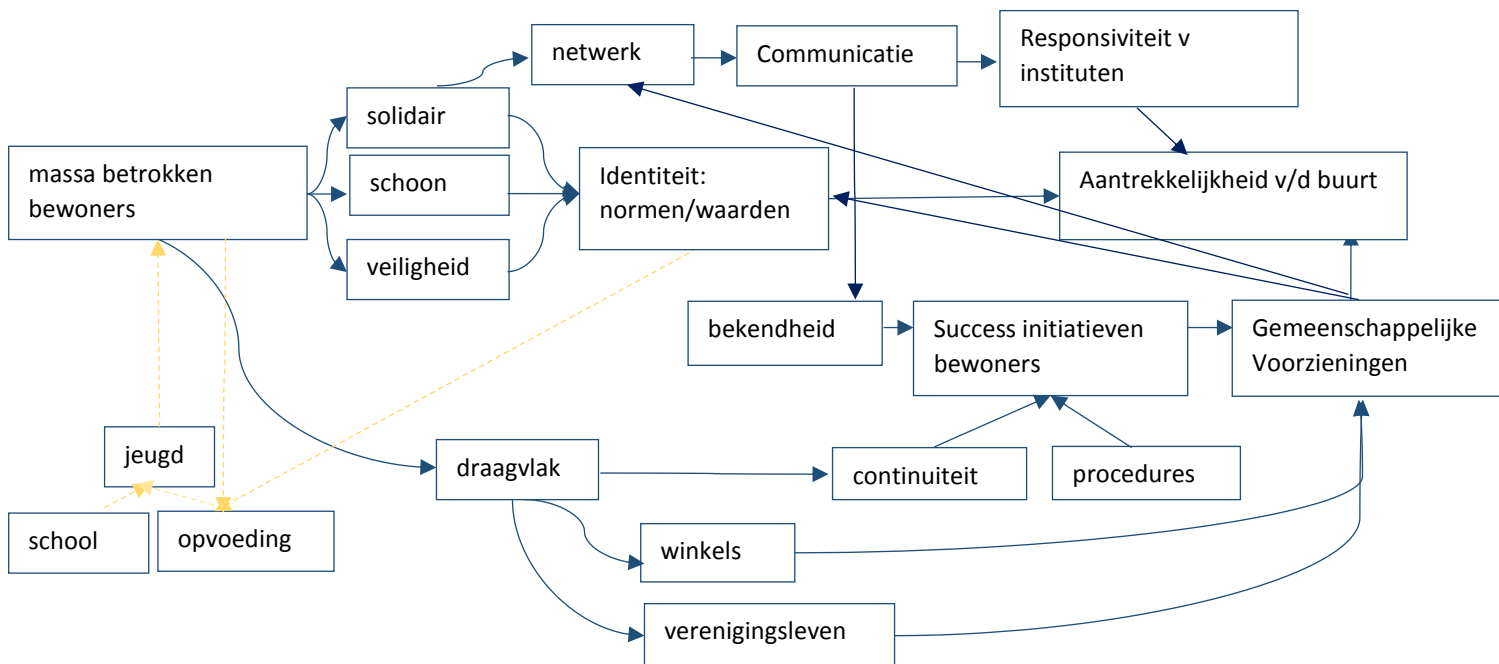 netwerk
Communicatie
Responsiviteit v
instituten
solidair
massa betrokken
bewoners
schoon
Identiteit:
normen/waarden
Aantrekkelijkheid v/d buurt
veiligheid
bekendheid
Success initiatieven
bewoners
Gemeenschappelijke
Voorzieningen
jeugd
draagvlak
continuiteit
procedures
school
opvoeding
winkels
verenigingsleven